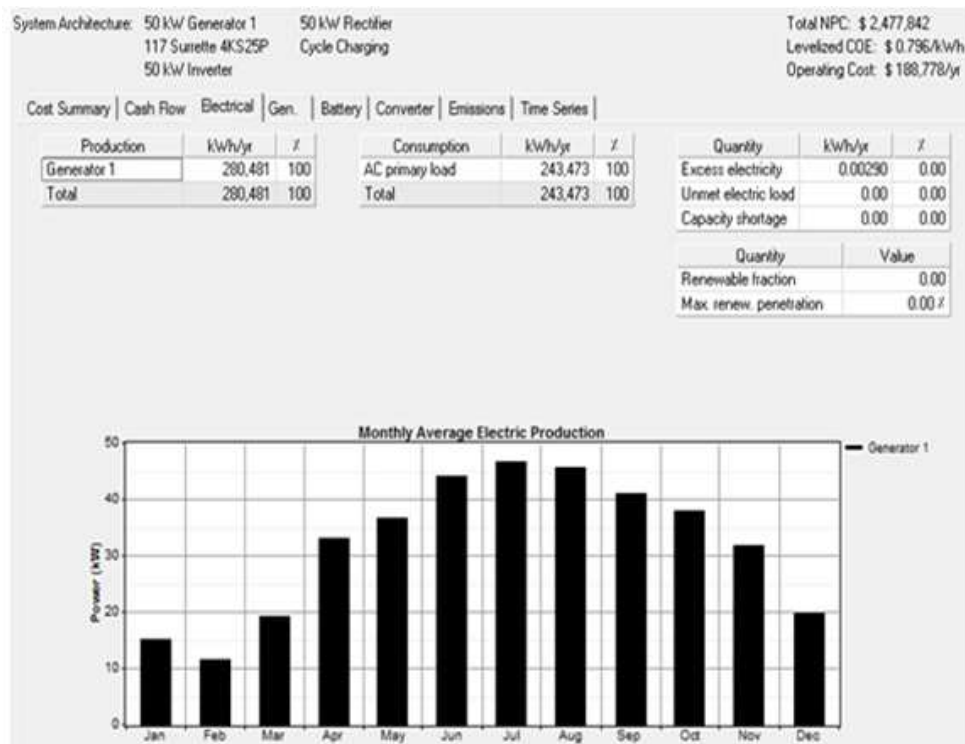 System Architecture: 50 kW Generator 1 50 kW Rectifier Total NPC: $ 2,477,842
117 Surrette 4KS25P Cycle Charging Levelized COE: $ 0.796/kWh
50 kW Inverter Operating Cost: $ 188,778/yr
Cost Summary Cash Flow Electrical Gen. Battery Converter Emissions Time Series
Production kWh/yr % Consumption kWh/yr % Quantity kWh/yr %
Generator 1 280,481 100 AC primary load 243,473 100 Excess electricity 0.00290 0.00
Total 280,481 100 Total 243,473 100 Unmet electric load 0.00 0.00
Capacity shortage 0.00 0.00
Quantity Value
Renewable fraction 0.00
Max. renew. penetration 0.00 %
Monthly Average Electric Production
Generator 1
Power (kW)
50
40
30
20
10
0
Jan Feb Mar Apr May Jun Jul Aug Sep Oct Nov Dec